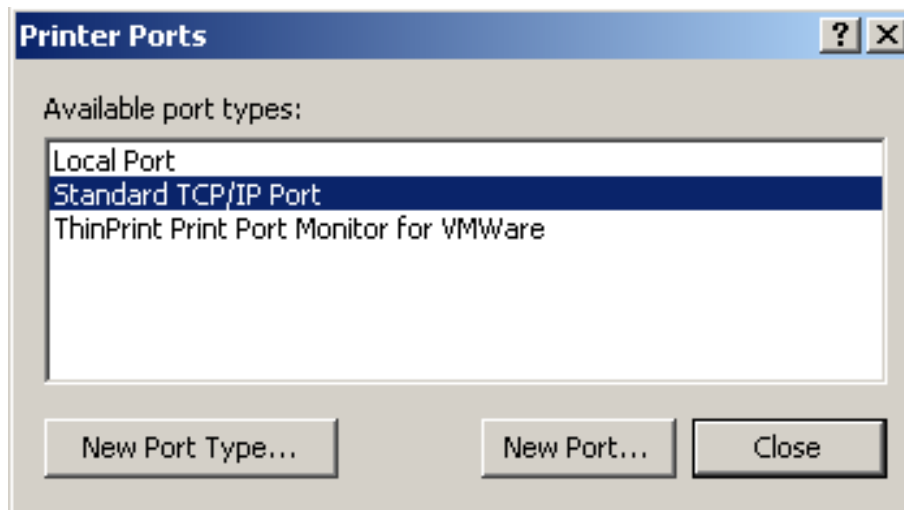 Printer Ports
? X
Available port types:
Local Port
Standard TCP/IP Port
ThinPrint Print Port Monitor for VMWare
New Port Type... New Port... Close